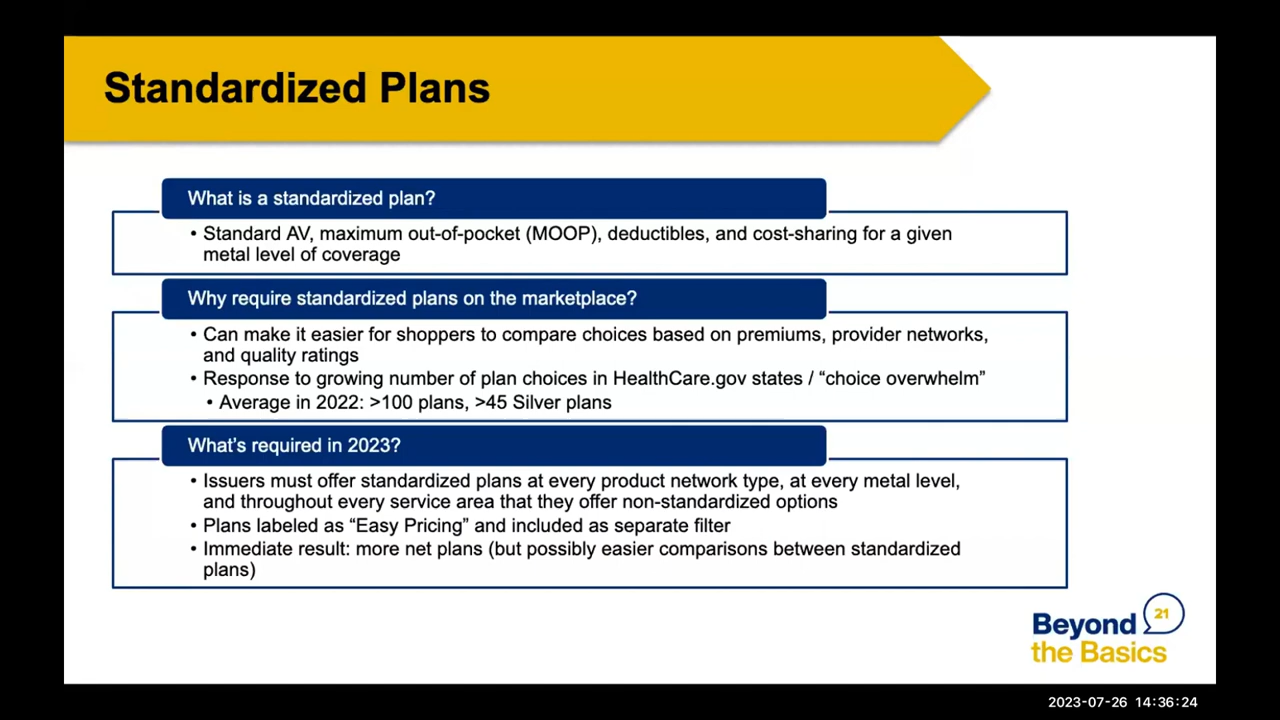 Standardized Plans
What is a standardized plan?
• Standard AV, maximum out-of-pocket (MOOP), deductibles, and cost-sharing for a given
metal level of coverage
Why require standardized plans on the marketplace?
• Can make it easier for shoppers to compare choices based on premiums, provider networks,
and quality ratings
• Response to growing number of plan choices in HealthCare.gov states / “choice overwhelm”
• Average in 2022: >100 plans, >45 Silver plans
What’s required in 2023?
• Issuers must offer standardized plans at every product network type, at every metal level,
and throughout every service area that they offer non-standardized options
• Plans labeled as “Easy Pricing” and included as separate filter
• Immediate result: more net plans (but possibly easier comparisons between standardized
plans)
21
Beyond
the Basics
2023-07-26 14:36:24